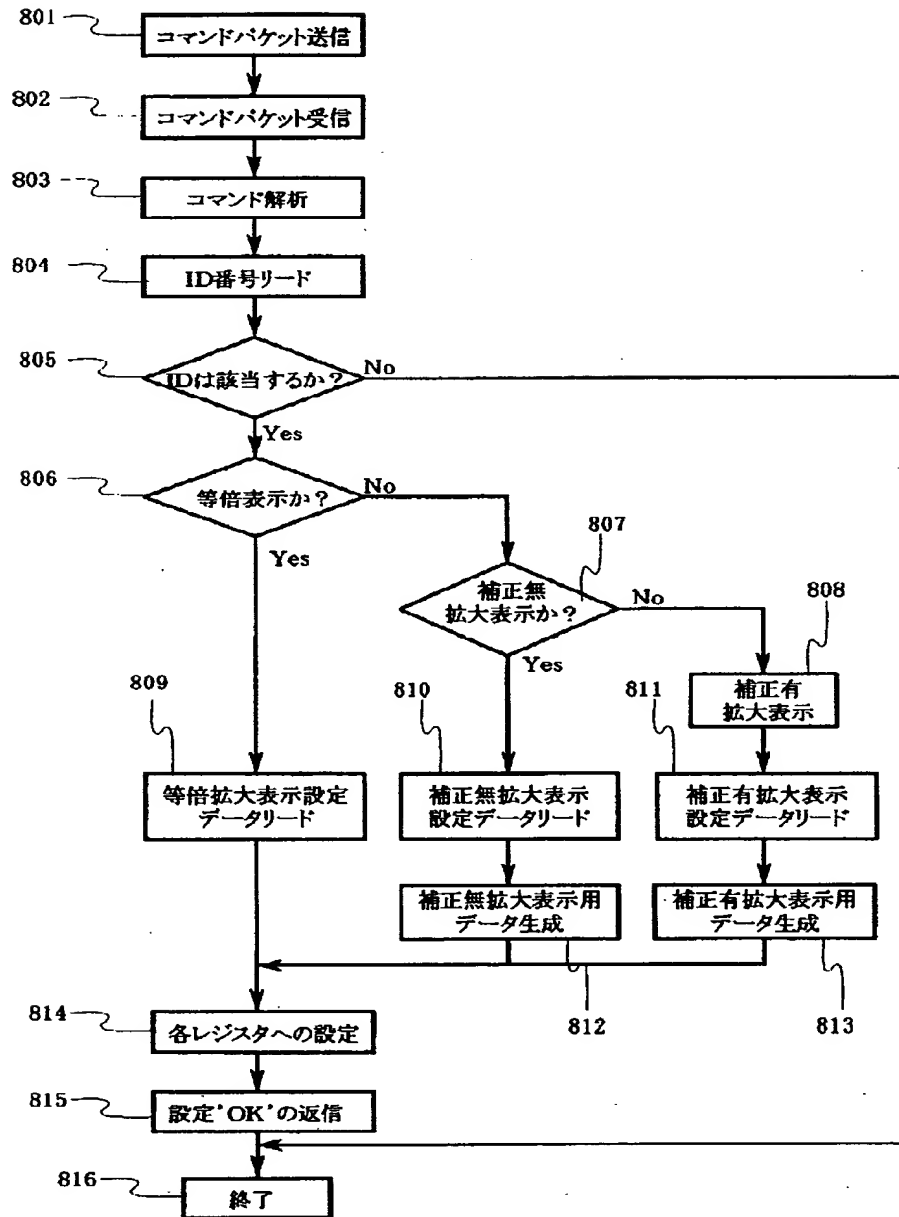 801
コマンドパケット送信
802
コマンドパケット受信
803
コマンド解析
804
ID番号リード
805
IDは該当するか？
No
Yes
806
等倍表示か？
No
Yes
807
補正無
拡大表示か？
No
Yes
808
補正有
拡大表示
809
等倍拡大表示設定
データリード
810
補正無拡大表示
設定データリード
811
補正有拡大表示
設定データリード
補正無拡大表示用
データ生成
812
補正有拡大表示用
データ生成
813
814
各レジスタへの設定
815
設定'OK'の返信
816
終了